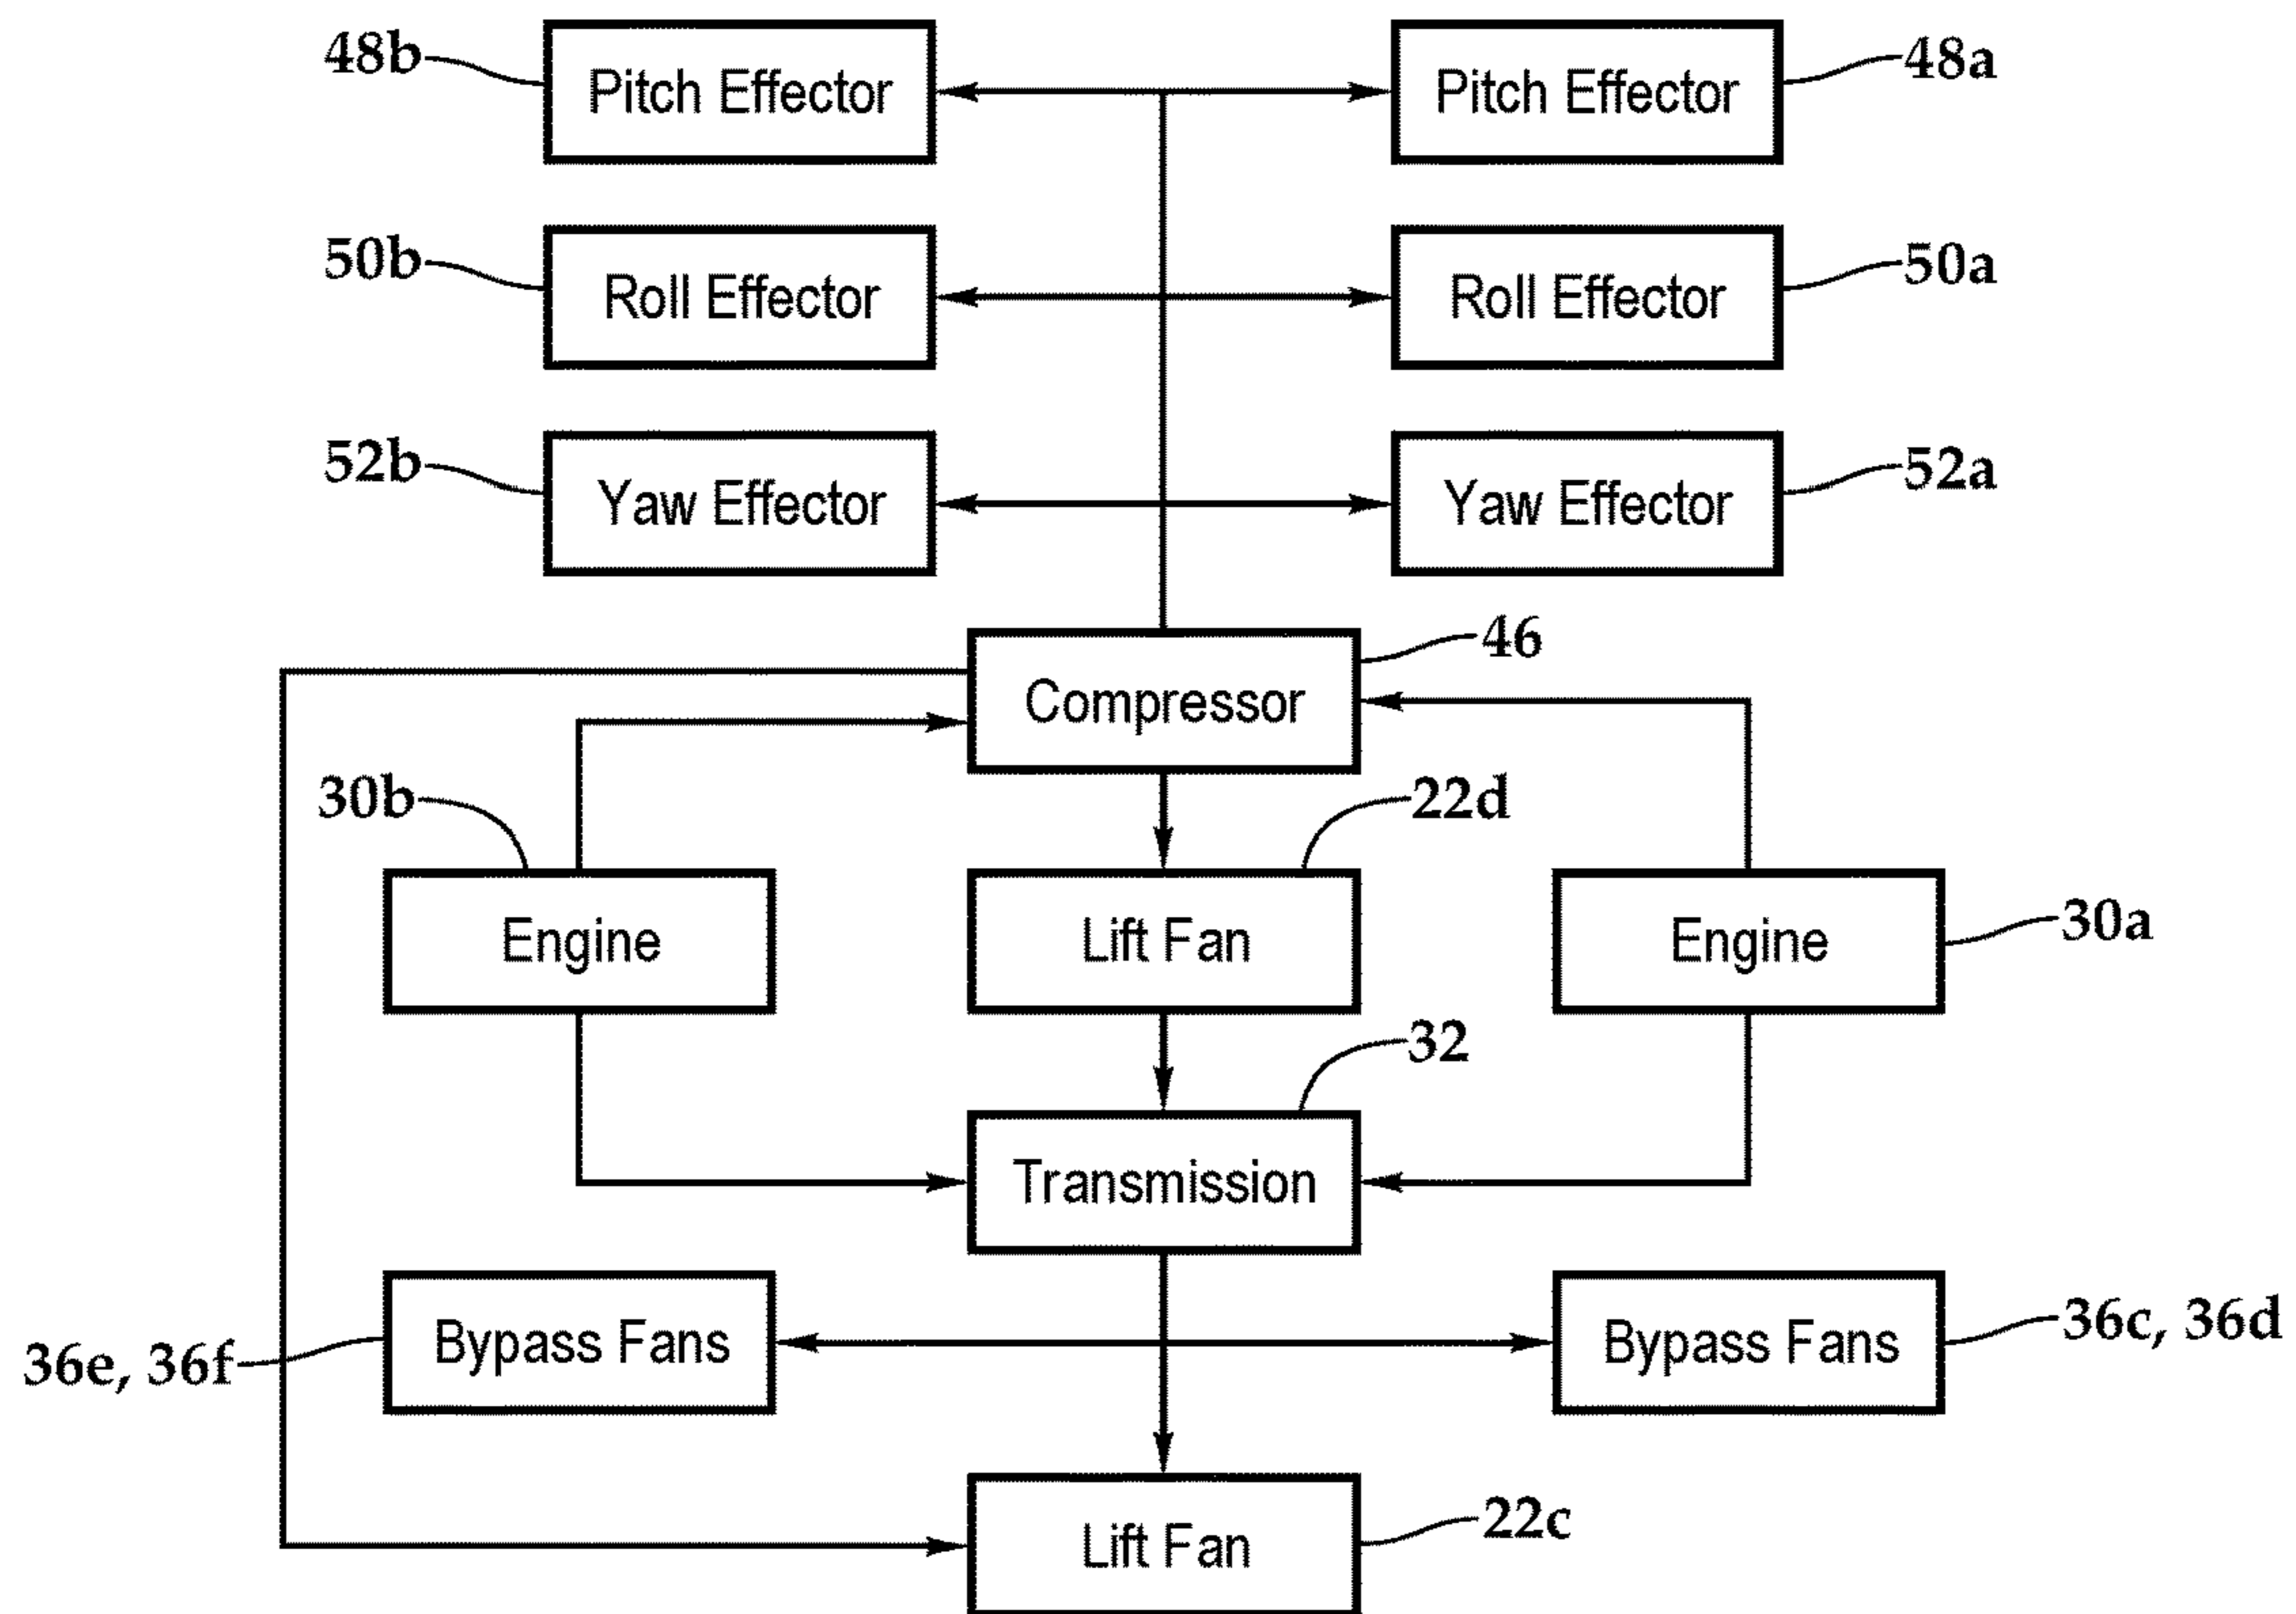 48b
Pitch Effector
Pitch Effector
48a
50b
Roll Effector
Roll Effector
50a
52b
Yaw Effector
Yaw Effector
52a
46
Compressor
30b
22d
Engine
Lift Fan
Engine
30a
32
Transmission
36e, 36f
Bypass Fans
Bypass Fans
36c, 36d
Lift Fan
22c